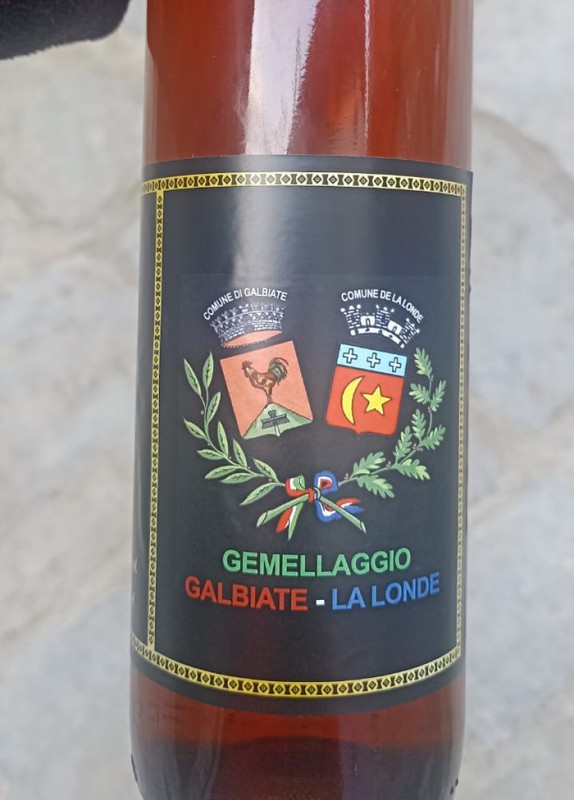 COMUNE DI GALBIATE
COMUNE DE LA LONDE
GEMELLAGGIO
GALBIATE - LA LONDE